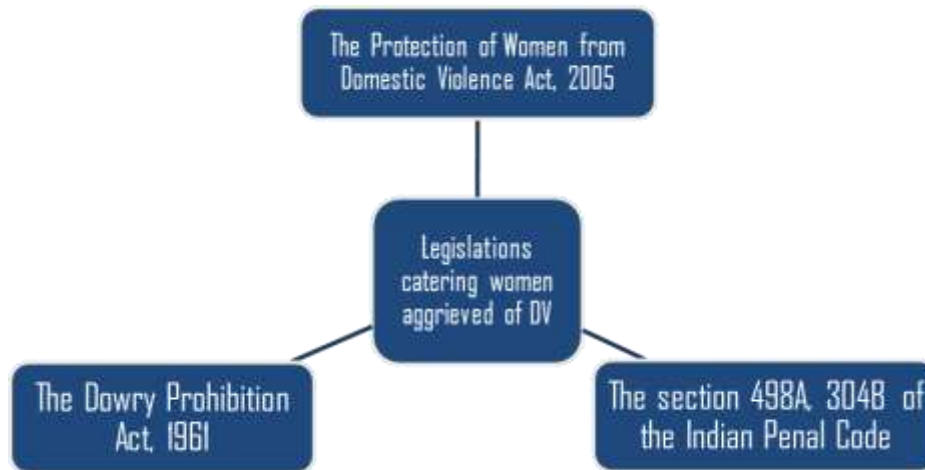 The Protection of Women from
Domestic Violence Act, 2005
Legislations
catering women
aggrieved of DV
The Dowry Prohibition
Act, 1961
The section 498A, 304B of
the Indian Penal Code